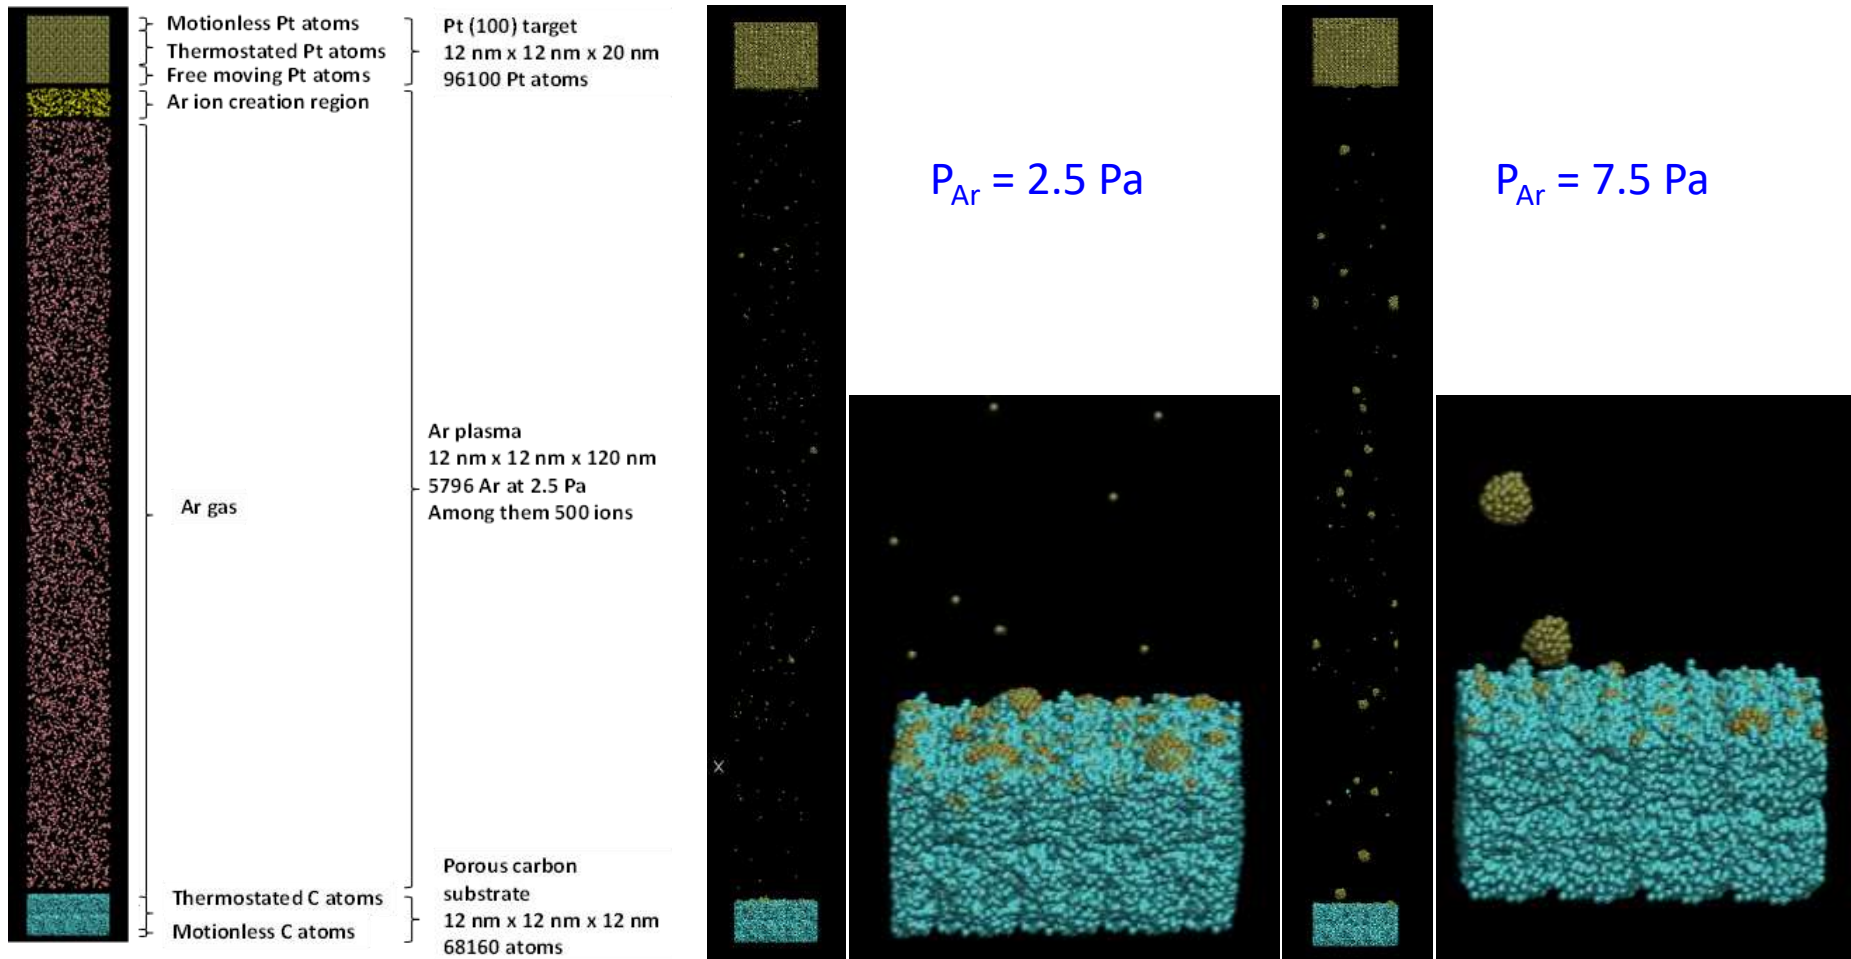 Motionless Pt atoms
Thermostated Pt atoms
Free moving Pt atoms
Ar ion creation region
Pt (100) target
12 nm x 12 nm x 20 nm
96100 Pt atoms
Ar gas
Ar plasma
12 nm x 12 nm x 120 nm
5796 Ar at 2.5 Pa
Among them 500 ions
Thermostated C atoms
Motionless C atoms
Porous carbon
substrate
12 nm x 12 nm x 12 nm
68160 atoms
X
P_Ar = 2.5 Pa
P_Ar = 7.5 Pa